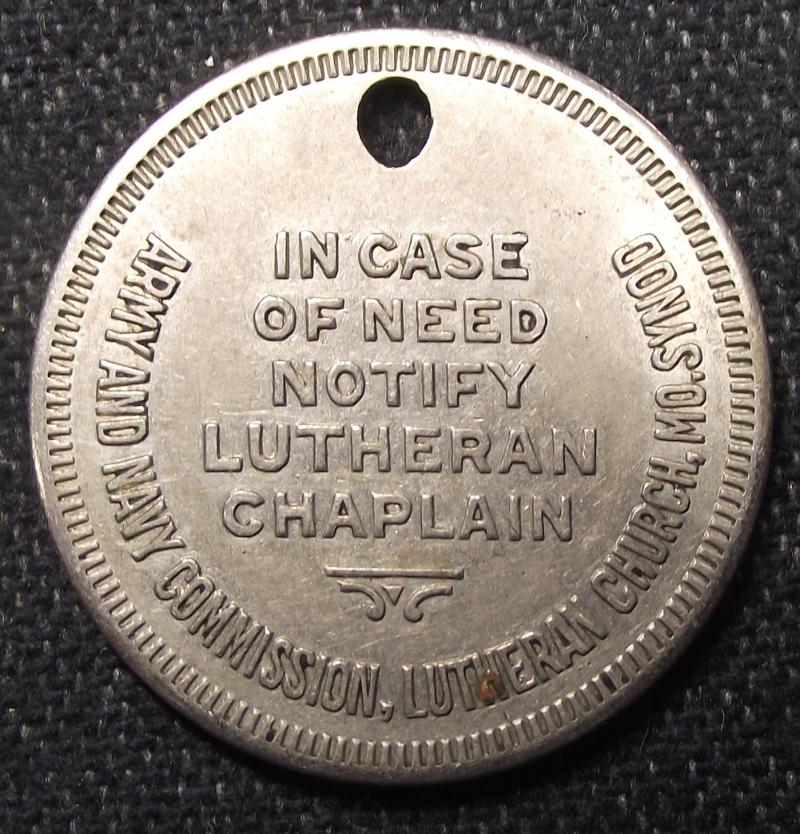 IN CASE
OF NEED
NOTIFY
LUTHERAN
CHAPLAIN
ARMY AND NAVY COMMISSION, LUTHERAN CHURCH, MO. SYNOD